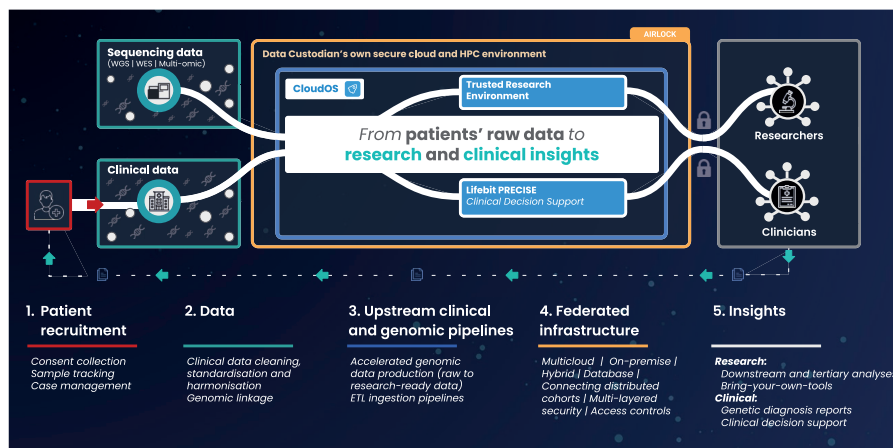 Sequencing data
(WGS | WES | Multi-omic)
Clinical data
AIRLOCK
Data Custodian's own secure cloud and HPC environment
CloudOS
Trusted Research
Environment
From patients' raw data to
research and clinical insights
Lifebit PRECISE
Clinical Decision Support
Researchers
Clinicians
1. Patient
recruitment
Consent collection
Sample tracking
Case management
2. Data
Clinical data cleaning,
standardisation and
harmonisation
Genomic linkage
3. Upstream clinical
and genomic pipelines
Accelerated genomic
data production (raw to
research-ready data)
ETL ingestion pipelines
4. Federated
infrastructure
Multicloud | On-premise |
Hybrid | Database |
Connecting distributed
cohorts | Multi-layered
security | Access controls
5. Insights
Research:
Downstream and tertiary analyses
Bring-your-own-tools
Clinical:
Genetic diagnosis reports
Clinical decision support